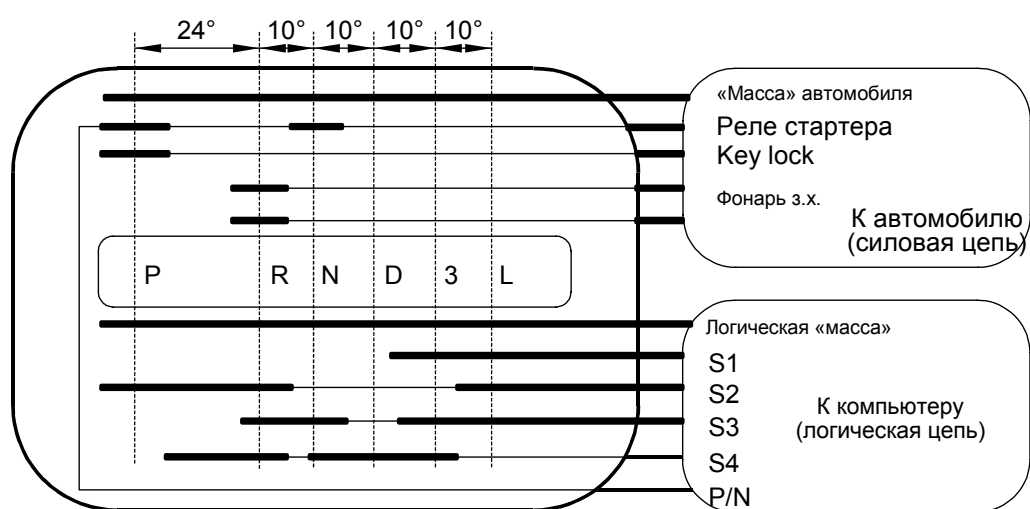 24° 10° 10° 10° 10°
«Масса» автомобиля
Реле стартера
Key lock
Фонарь з.х.
К автомобилю
(силовая цепь)
P R N D 3 L
Логическая «масса»
S1
S2
S3
S4
P/N
К компьютеру
(логическая цепь)